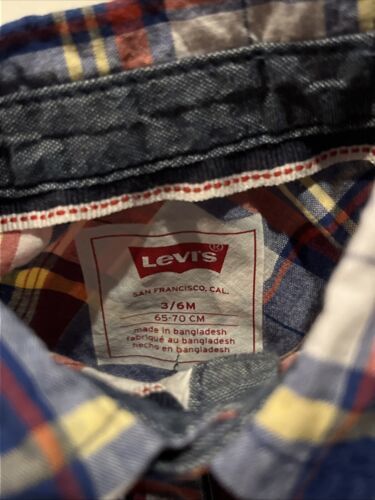 Levi's
SAN FRANCISCO, CAL.
3/6M
65-70 CM
made in bangladesh
fabriqué au bangladesh
hecho en bangladesh